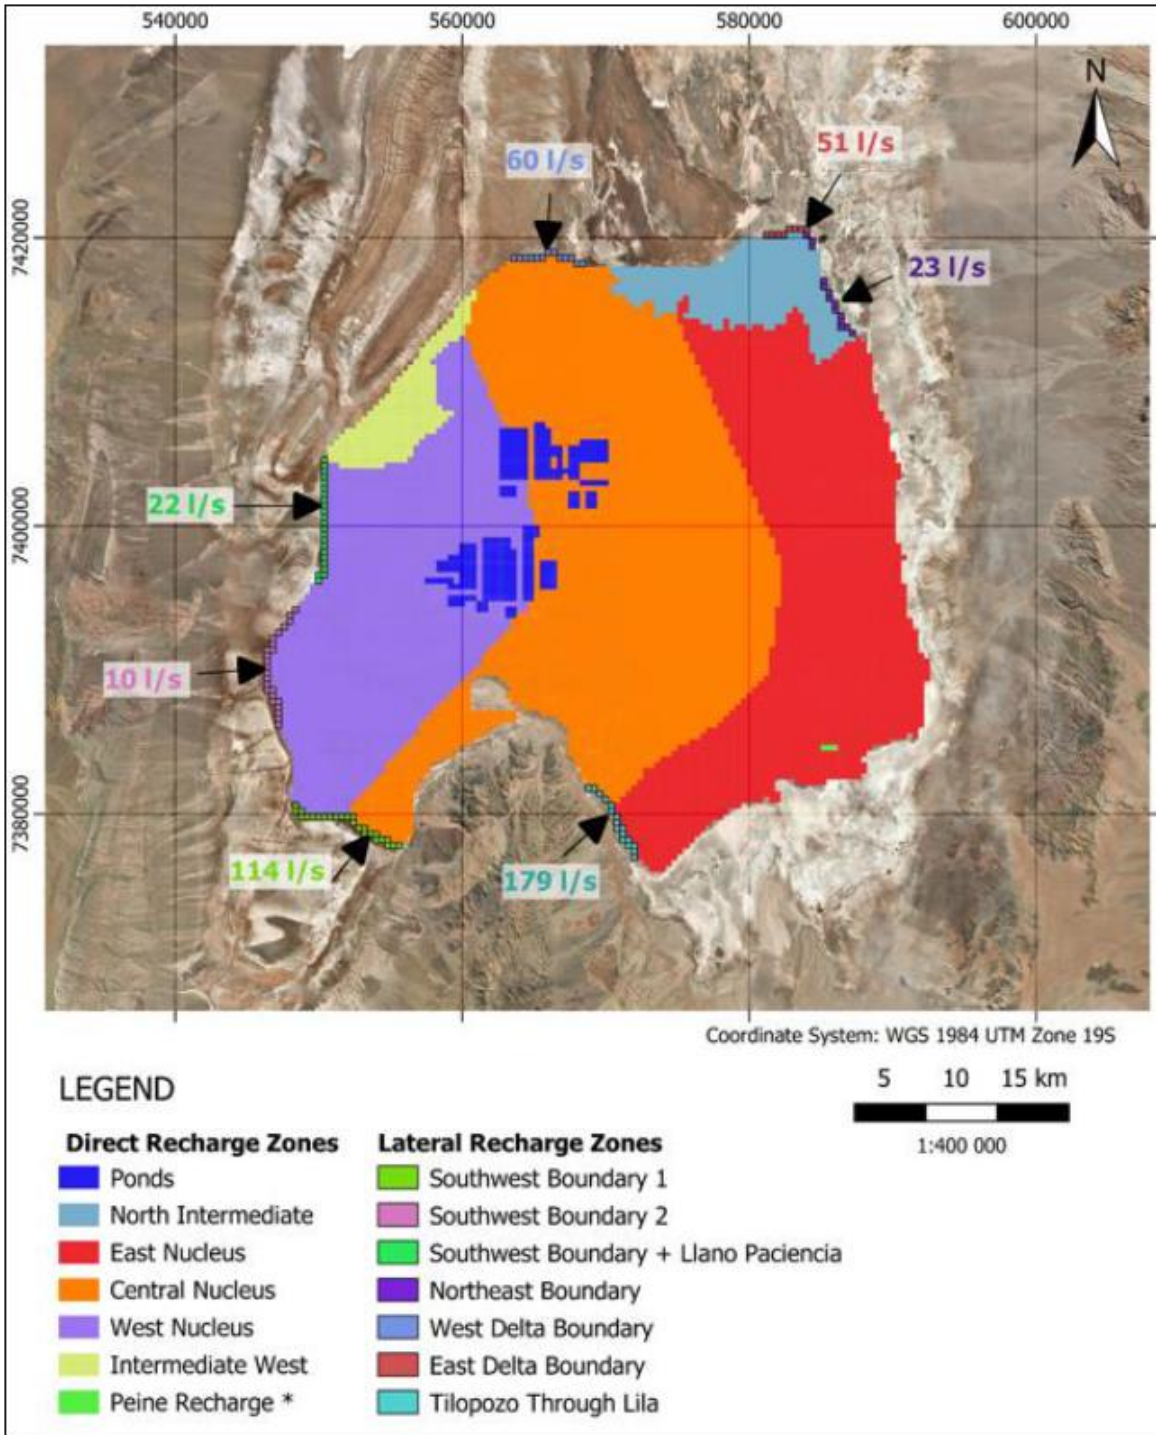 540000 560000 580000 600000
N
51 l/s
60 l/s
7420000
23 l/s
22 l/s
7400000
10 l/s
7380000
114 l/s
179 l/s
Coordinate System: WGS 1984 UTM Zone 19S
LEGEND
5 10 15 km
1:400 000
Direct Recharge Zones
Ponds
North Intermediate
East Nucleus
Central Nucleus
West Nucleus
Intermediate West
Peine Recharge *
Lateral Recharge Zones
Southwest Boundary 1
Southwest Boundary 2
Southwest Boundary + Llano Paciencia
Northeast Boundary
West Delta Boundary
East Delta Boundary
Tilopozo Through Lila